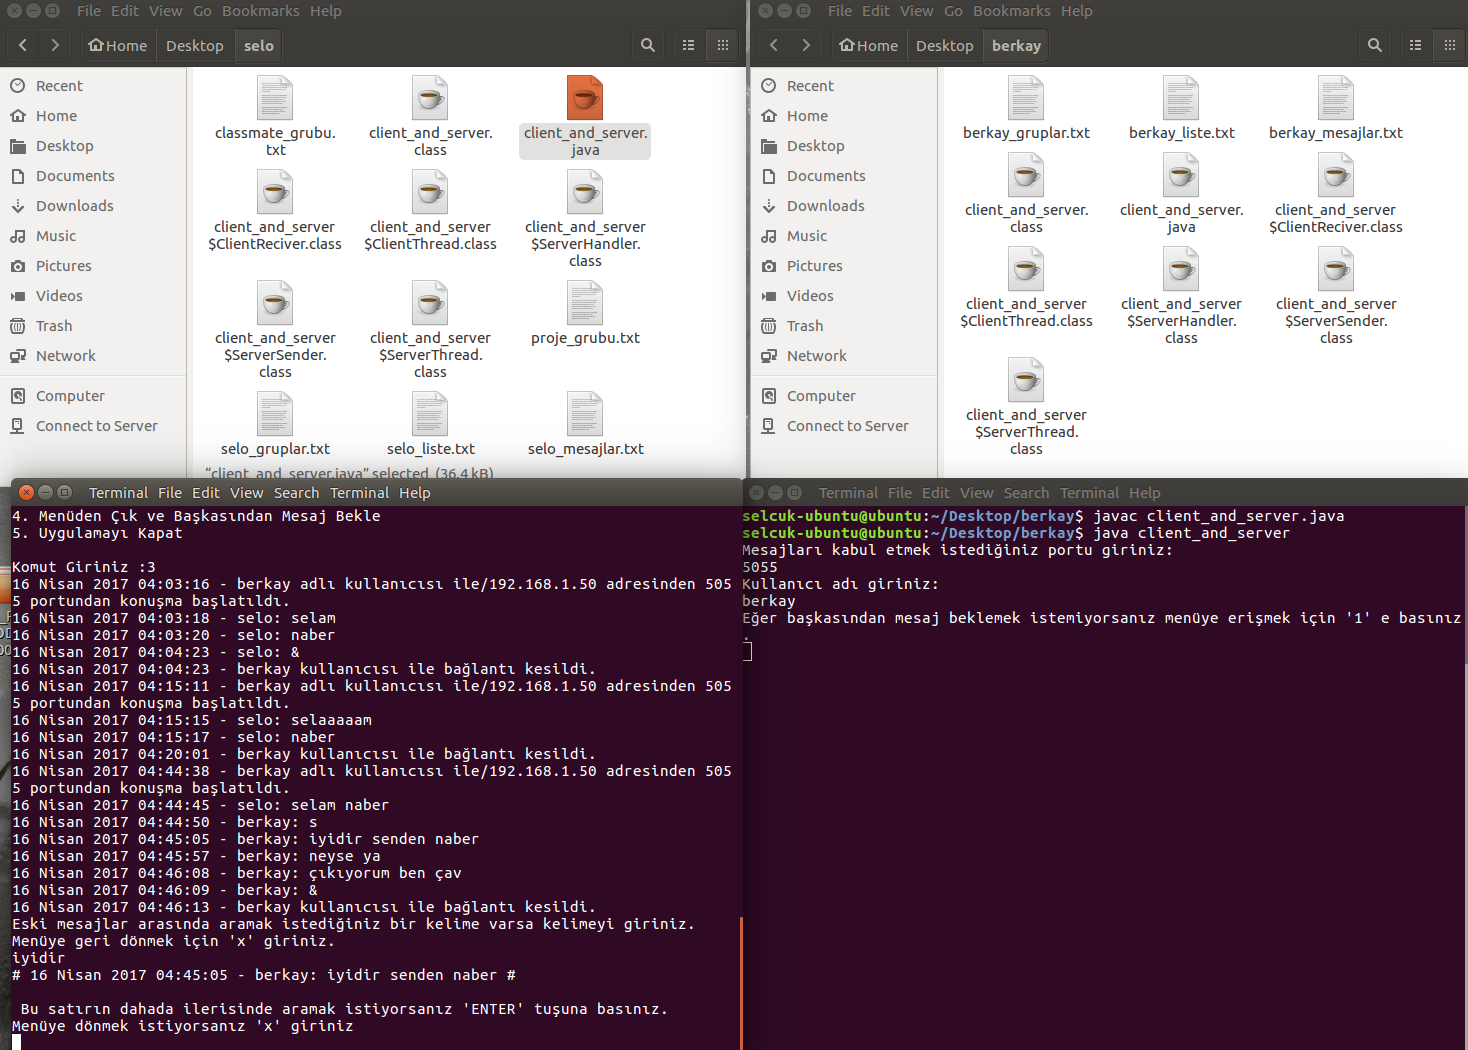 File Edit View Go Bookmarks Help
Home Desktop selo
Recent
Home
Desktop
Documents
Downloads
Music
Pictures
Videos
Trash
Network
Computer
Connect to Server
classmate_grubu.
txt
client_and_server.
class
client_and_server.
java
client_and_server
$ClientReciver.class
client_and_server
$ClientThread.class
client_and_server
$ServerHandler.
class
client_and_server
$ServerSender.
class
client_and_server
$ServerThread.
class
proje_grubu.txt
selo_gruplar.txt
selo_liste.txt
selo_mesajlar.txt
“client_and_server.java” selected (36,4 kB)
File Edit View Go Bookmarks Help
Home Desktop berkay
Recent
Home
Desktop
Documents
Downloads
Music
Pictures
Videos
Trash
Network
Computer
Connect to Server
berkay_gruplar.txt
berkay_liste.txt
berkay_mesajlar.txt
client_and_server.
class
client_and_server.
java
client_and_server
$ClientReciver.class
client_and_server
$ClientThread.class
client_and_server
$ServerHandler.
class
client_and_server
$ServerSender.
class
client_and_server
$ServerThread.
class
Terminal File Edit View Search Terminal Help
4. Menüden Çık ve Başkasından Mesaj Bekle
5. Uygulamayı Kapat
Komut Giriniz :3
16 Nisan 2017 04:03:16 - berkay adlı kullanıcısı ile/192.168.1.50 adresinden 505
5 portundan konuşma başlatıldı.
16 Nisan 2017 04:03:18 - selo: selam
16 Nisan 2017 04:03:20 - selo: naber
16 Nisan 2017 04:04:23 - selo: &
16 Nisan 2017 04:04:23 - berkay kullanıcısı ile bağlantı kesildi.
16 Nisan 2017 04:15:11 - berkay adlı kullanıcısı ile/192.168.1.50 adresinden 505
5 portundan konuşma başlatıldı.
16 Nisan 2017 04:15:15 - selo: selaaaaam
16 Nisan 2017 04:15:17 - selo: naber
16 Nisan 2017 04:20:01 - berkay kullanıcısı ile bağlantı kesildi.
16 Nisan 2017 04:44:38 - berkay adlı kullanıcısı ile/192.168.1.50 adresinden 505
5 portundan konuşma başlatıldı.
16 Nisan 2017 04:44:45 - selo: selam naber
16 Nisan 2017 04:44:50 - berkay: s
16 Nisan 2017 04:45:05 - berkay: iyidir senden naber
16 Nisan 2017 04:45:57 - berkay: neyse ya
16 Nisan 2017 04:46:08 - berkay: çıkıyorum ben çav
16 Nisan 2017 04:46:09 - berkay: &
16 Nisan 2017 04:46:13 - berkay kullanıcısı ile bağlantı kesildi.
Eski mesajlar arasında aramak istediğiniz bir kelime varsa kelimeyi giriniz.
Menüye geri dönmek için 'x' giriniz.
iyidir
# 16 Nisan 2017 04:45:05 - berkay: iyidir senden naber #
Bu satırın dahada ilerisinde aramak istiyorsanız 'ENTER' tuşuna basınız.
Menüye dönmek istiyorsanız 'x' giriniz
Terminal File Edit View Search Terminal Help
selcuk-ubuntu@ubuntu:~/Desktop/berkay$ javac client_and_server.java
selcuk-ubuntu@ubuntu:~/Desktop/berkay$ java client_and_server
Mesajları kabul etmek istediğiniz portu giriniz:
5055
Kullanıcı adı giriniz:
berkay
Eğer başkasından mesaj beklemek istemiyorsanız menüye erişmek için '1' e basınız
.